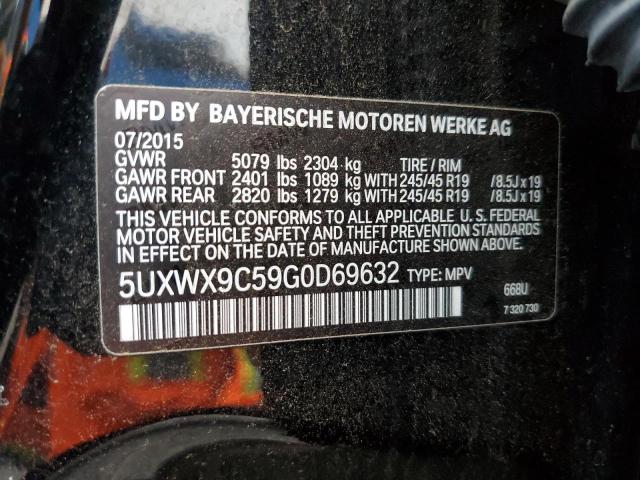 MFD BY BAYERISCHE MOTOREN WERKE AG
07/2015
GVWR 5079 lbs 2304 kg TIRE / RIM
GAWR FRONT 2401 lbs 1089 kg WITH 245/45 R19 /8.5J x 19
GAWR REAR 2820 lbs 1279 kg WITH 245/45 R19 /8.5J x 19
THIS VEHICLE CONFORMS TO ALL APPLICABLE U. S. FEDERAL
MOTOR VEHICLE SAFETY AND THEFT PREVENTION STANDARDS
IN EFFECT ON THE DATE OF MANUFACTURE SHOWN ABOVE.
5UXWX9C59G0D69632 TYPE: MPV 668U
7 320 730